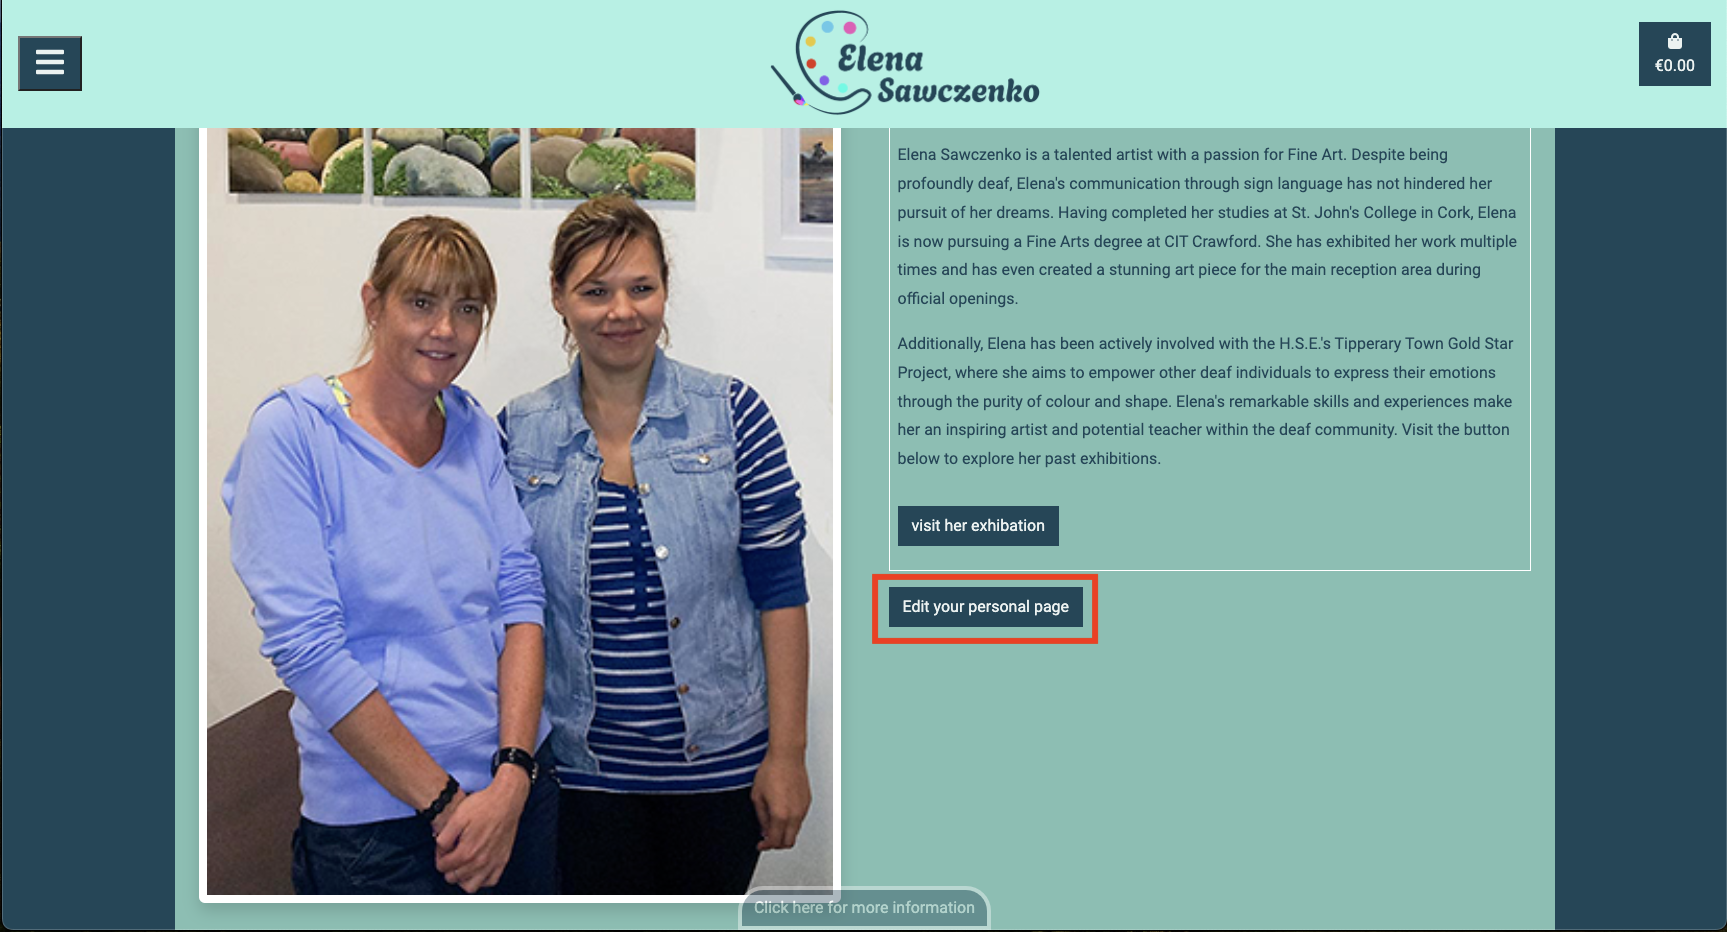 Elena
Sawczenko
€0.00
Elena Sawczenko is a talented artist with a passion for Fine Art. Despite being
profoundly deaf, Elena's communication through sign language has not hindered her
pursuit of her dreams. Having completed her studies at St. John's College in Cork, Elena
is now pursuing a Fine Arts degree at CIT Crawford. She has exhibited her work multiple
times and has even created a stunning art piece for the main reception area during
official openings.
Additionally, Elena has been actively involved with the H.S.E.'s Tipperary Town Gold Star
Project, where she aims to empower other deaf individuals to express their emotions
through the purity of colour and shape. Elena's remarkable skills and experiences make
her an inspiring artist and potential teacher within the deaf community. Visit the button
below to explore her past exhibitions.
visit her exhibation
Edit your personal page
Click here for more information